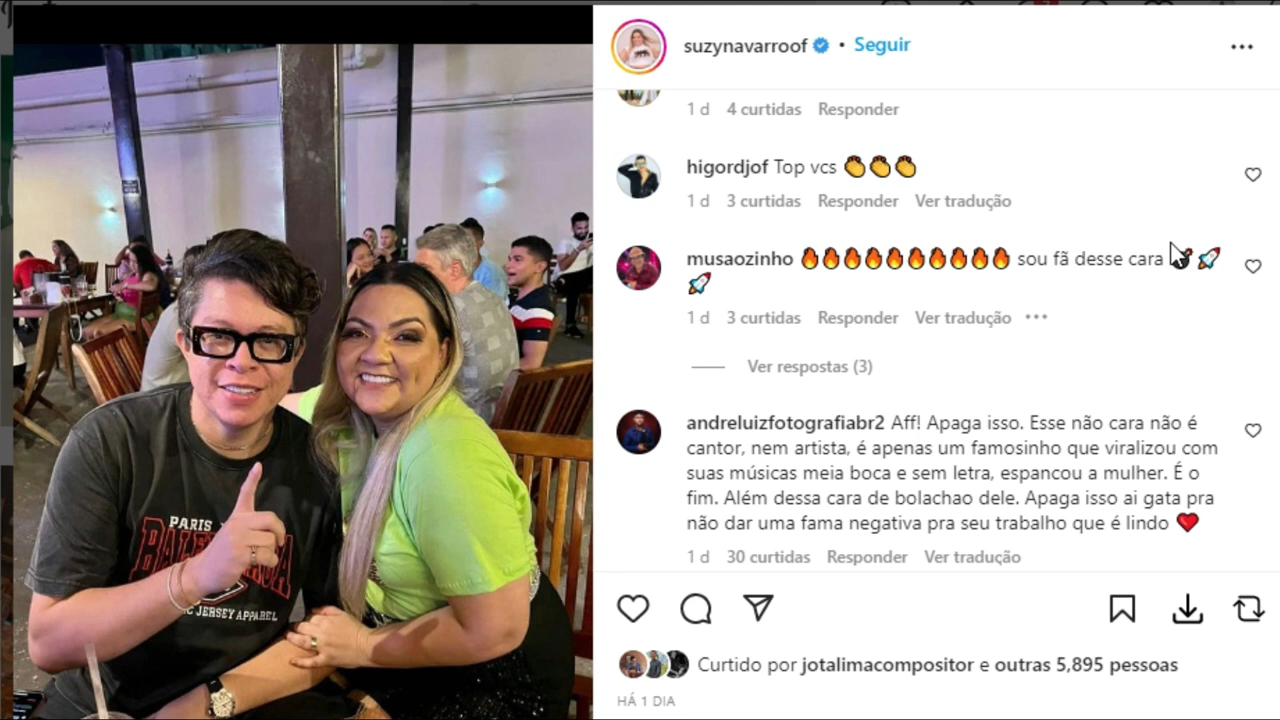 suzynavarroof • Seguir
1 d 4 curtidas Responder
higordjof Top vcs 👏👏👏
1 d 3 curtidas Responder Ver tradução
musaozinho 🔥🔥🔥🔥🔥🔥🔥🔥🔥🔥 sou fã desse cara 🚀
🚀
1 d 3 curtidas Responder Ver tradução •••
Ver respostas (3)
andreluizfotografiabr2 Aff! Apaga isso. Esse não cara não é
cantor, nem artista, é apenas um famosinho que viralizou com
suas músicas meia boca e sem letra, espancou a mulher. É o
fim. Além dessa cara de bolachao dele. Apaga isso ai gata pra
não dar uma fama negativa pra seu trabalho que é lindo ❤️
1 d 30 curtidas Responder Ver tradução
Curtido por jotalimacompositor e outras 5,895 pessoas
HÁ 1 DIA
PARIS
JERSEY APPAREL